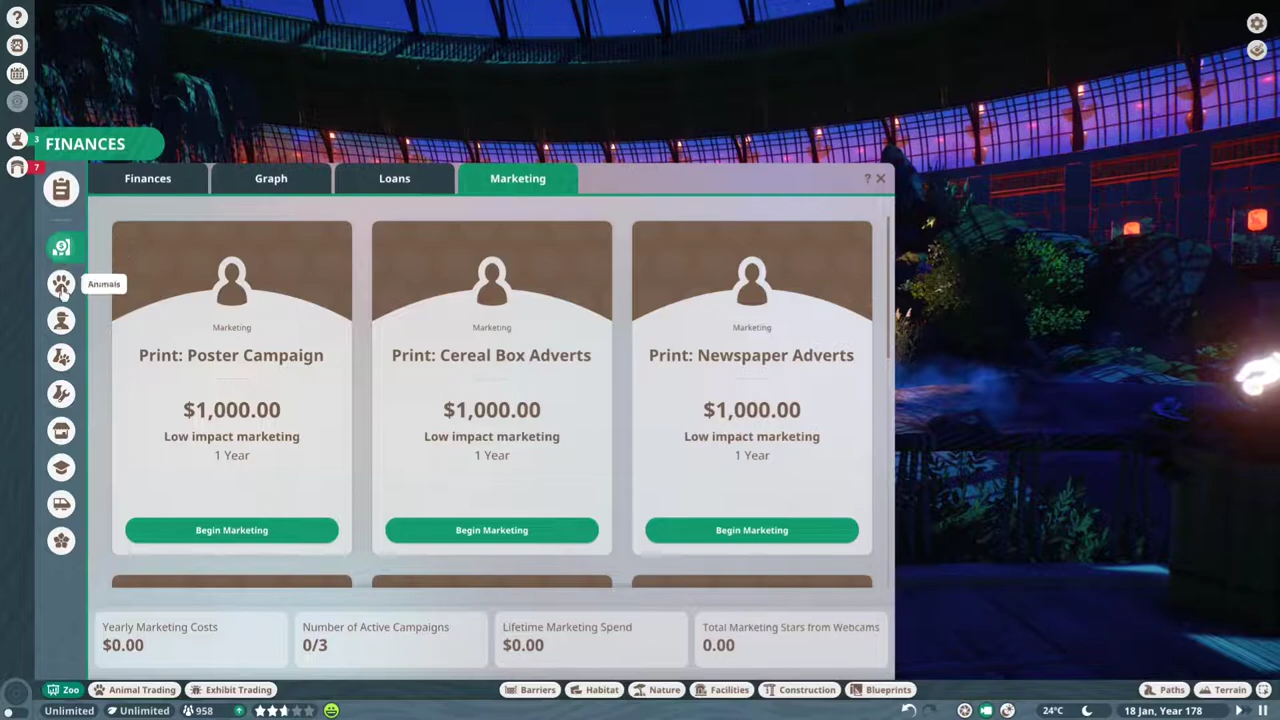 ?
3
FINANCES
7
Finances
Graph
Loans
Marketing
?
Animals
Marketing
Print: Poster Campaign
$1,000.00
Low impact marketing
1 Year
Begin Marketing
Marketing
Print: Cereal Box Adverts
$1,000.00
Low impact marketing
1 Year
Begin Marketing
Marketing
Print: Newspaper Adverts
$1,000.00
Low impact marketing
1 Year
Begin Marketing
Yearly Marketing Costs
$0.00
Number of Active Campaigns
0/3
Lifetime Marketing Spend
$0.00
Total Marketing Stars from Webcams
0.00
Zoo
Animal Trading
Exhibit Trading
Barriers
Habitat
Nature
Facilities
Construction
Blueprints
Paths
Terrain
Unlimited
Unlimited
958
24°C
18 Jan, Year 178